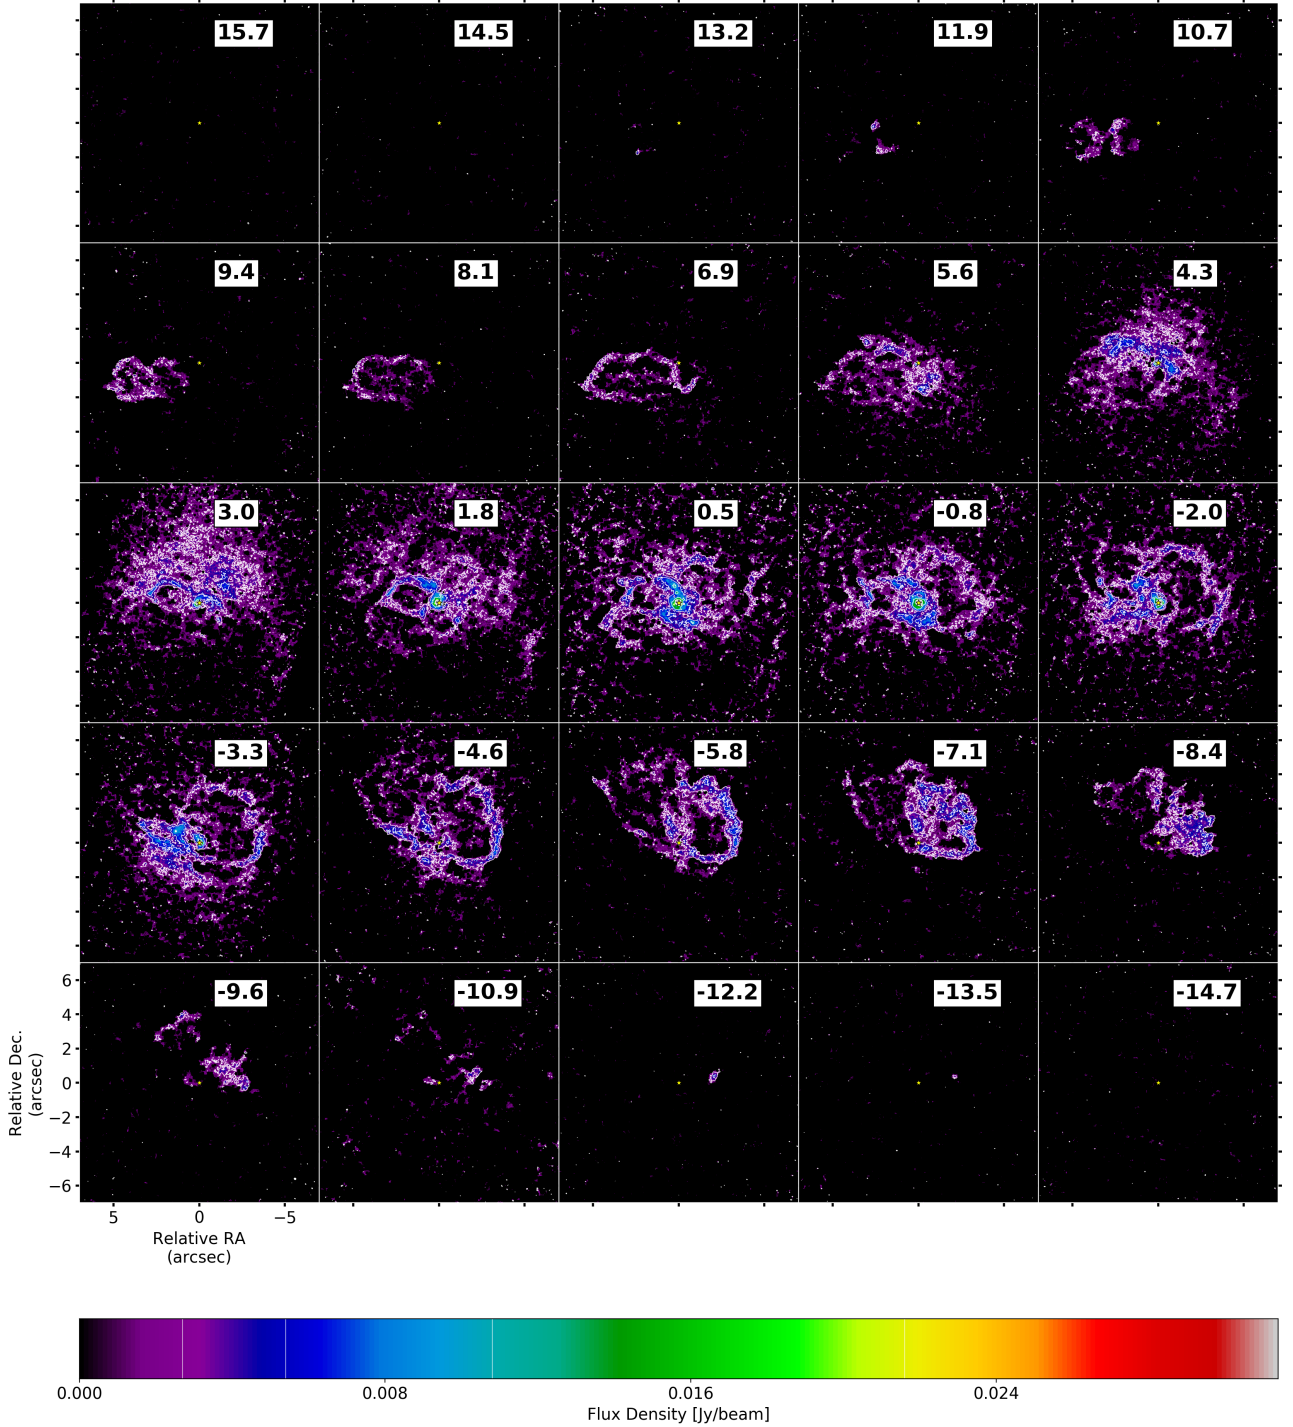 15.7 14.5 13.2 11.9 10.7
9.4 8.1 6.9 5.6 4.3
3.0 1.8 0.5 -0.8 -2.0
-3.3 -4.6 -5.8 -7.1 -8.4
-9.6 -10.9 -12.2 -13.5 -14.7
6
4
2
0
−2
−4
−6
Relative Dec.
(arcsec)
5 0 −5
Relative RA
(arcsec)
0.000 0.008 0.016 0.024
Flux Density [Jy/beam]